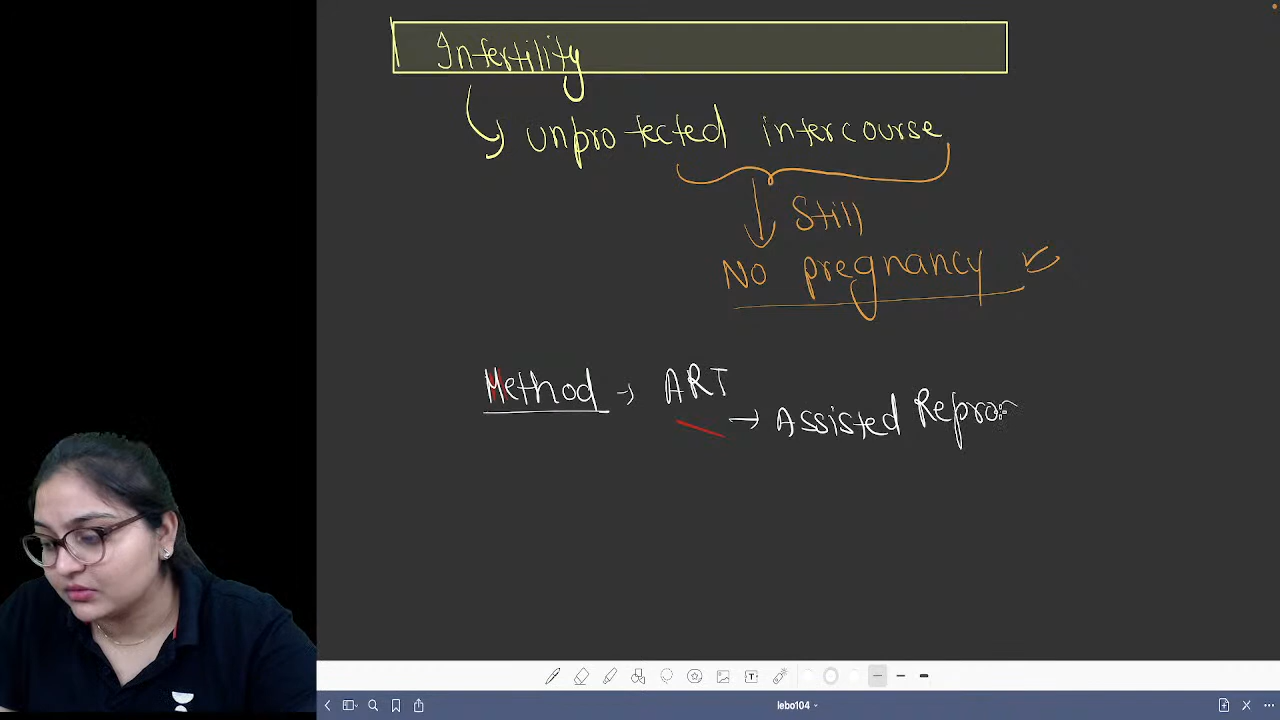 Infertility
unprotected intercourse
Still
No pregnancy
Method → ART
→ Assisted Repro
lebo104